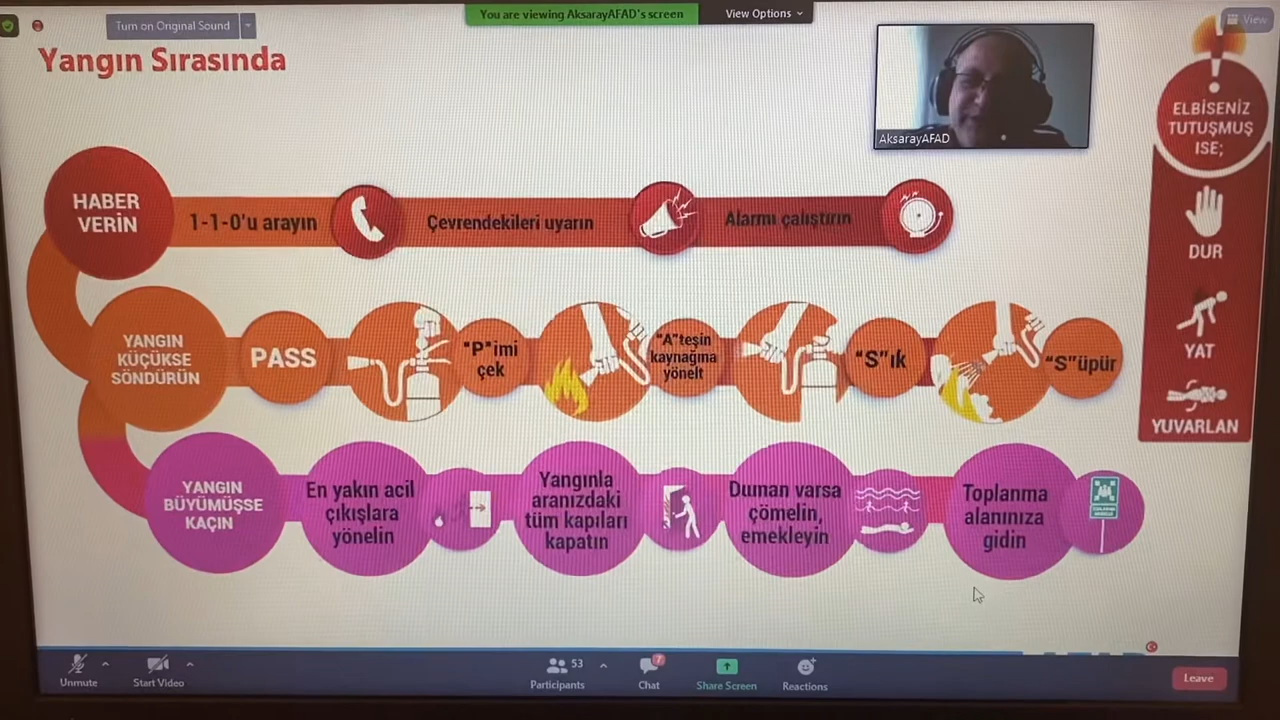 Turn on Original Sound
You are viewing AksarayAFAD's screen
View Options
View
Yangın Sırasında
AksarayAFAD
ELBİSENİZ
TUTUŞMUŞ
ISE;
DUR
YAT
YUVARLAN
HABER
VERİN
1-1-0'u arayın
Çevrendekileri uyarın
Alarmı çalıştırın
YANGIN
KÜÇÜKSE
SÖNDÜRÜN
PASS
"P"imi
çek
"A"teşin
kaynağına
yönelt
"S"ık
"S"üpür
YANGIN
BÜYÜMÜŞSE
KAÇIN
En yakın acil
çıkışlara
yönelin
Yangınla
aranızdaki
tüm kapıları
kapatın
Duman varsa
çömelin,
emekleyin
Toplanma
alanınıza
gidin
Unmute
Start Video
53
Participants
7
Chat
Share Screen
Reactions
Leave